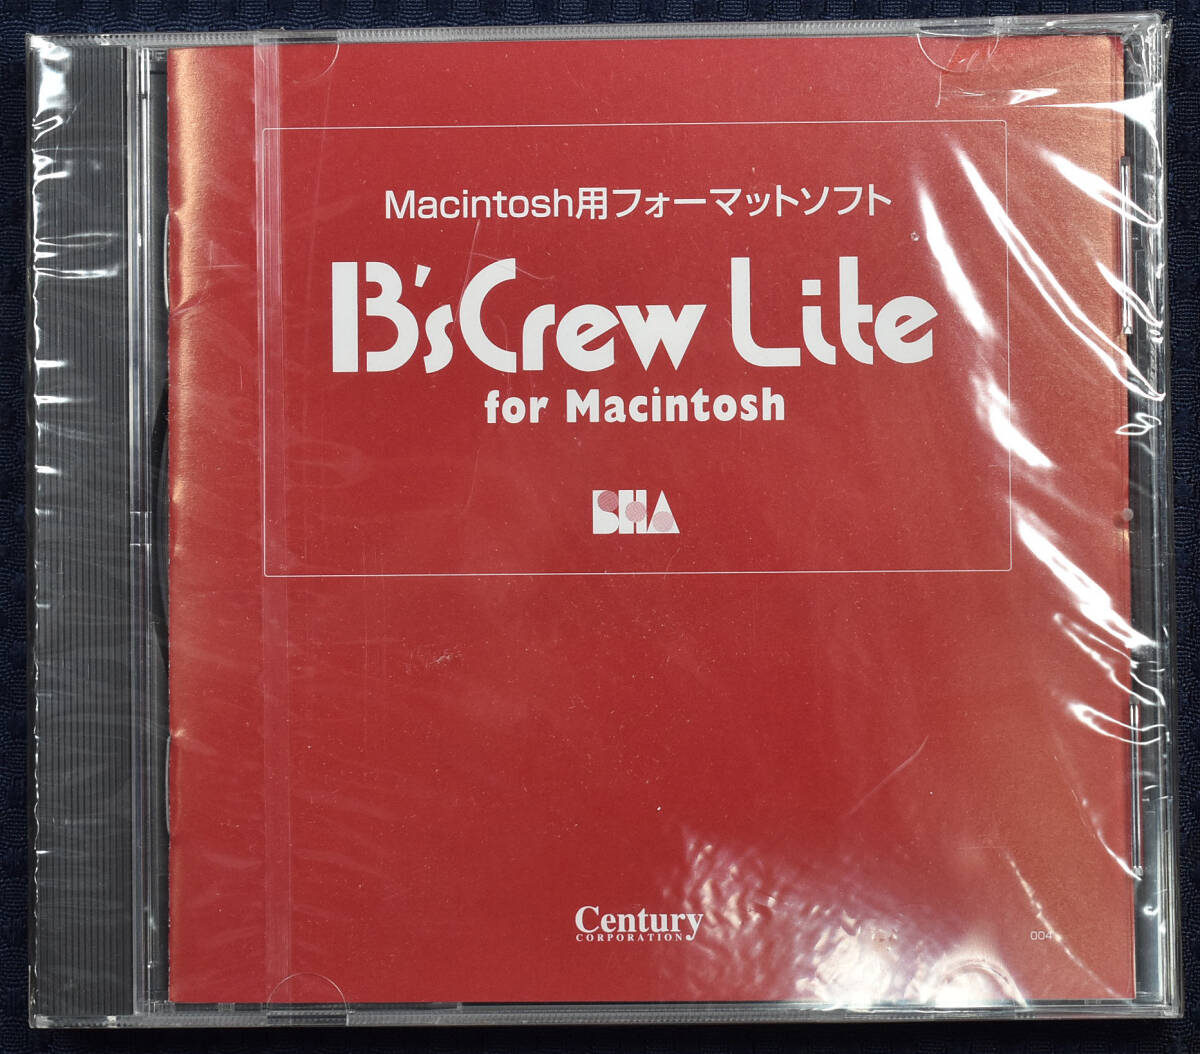 Macintosh用フォーマットソフト
B'sCrew Lite
for Macintosh
BHA
Century
CORPORATION
004